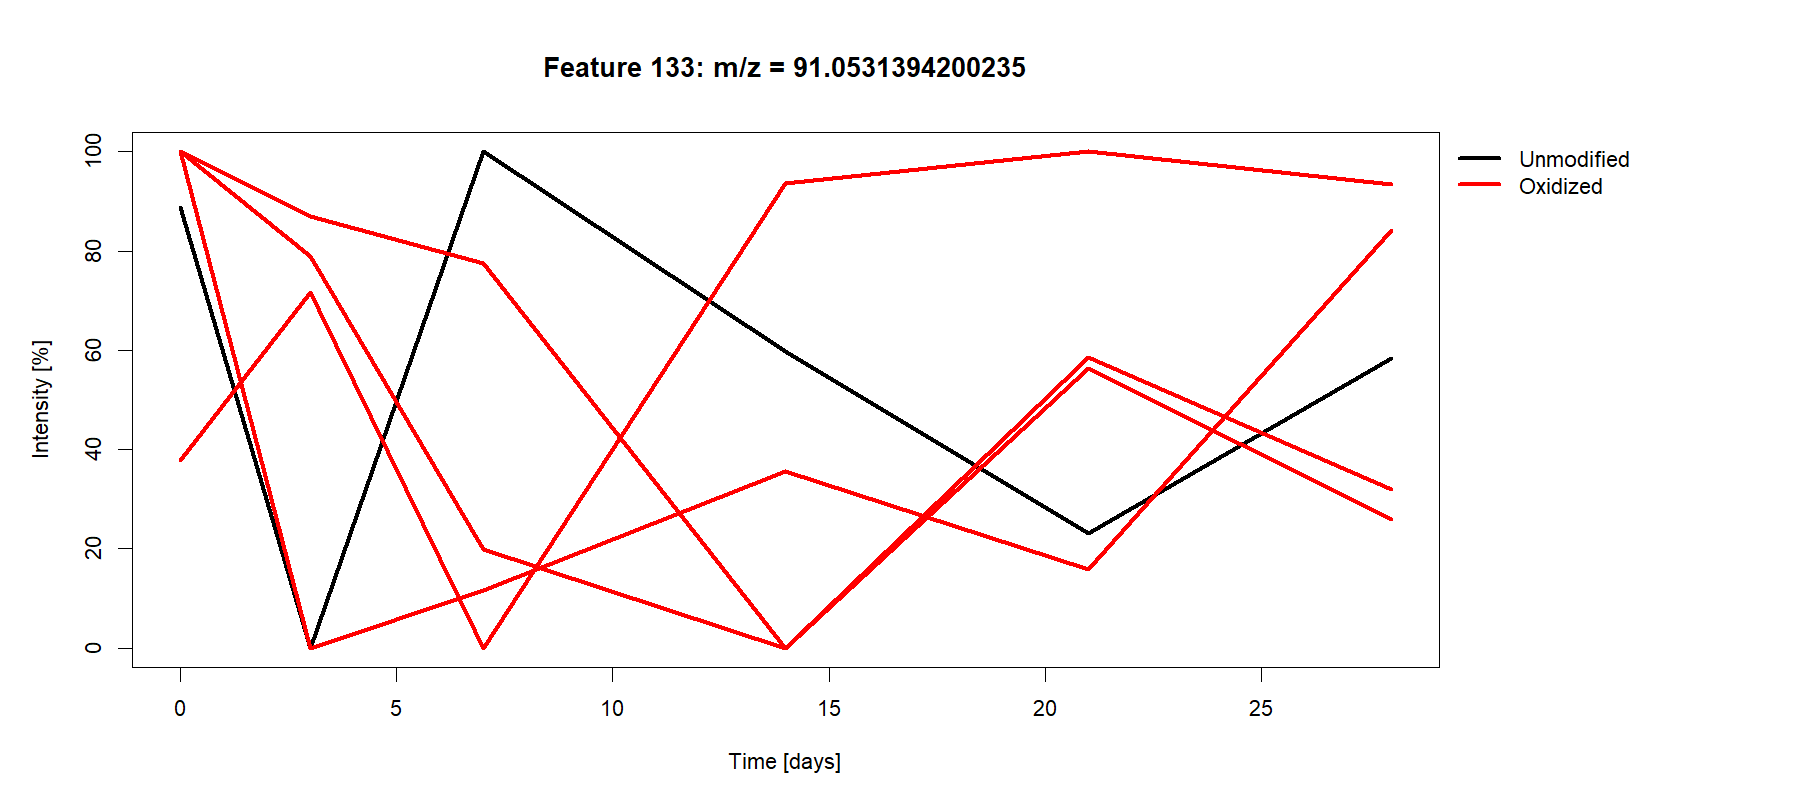 Feature 133: m/z = 91.0531394200235
Unmodified
Oxidized
Intensity [%]
100
80
60
40
20
0
0 5 10 15 20 25
Time [days]